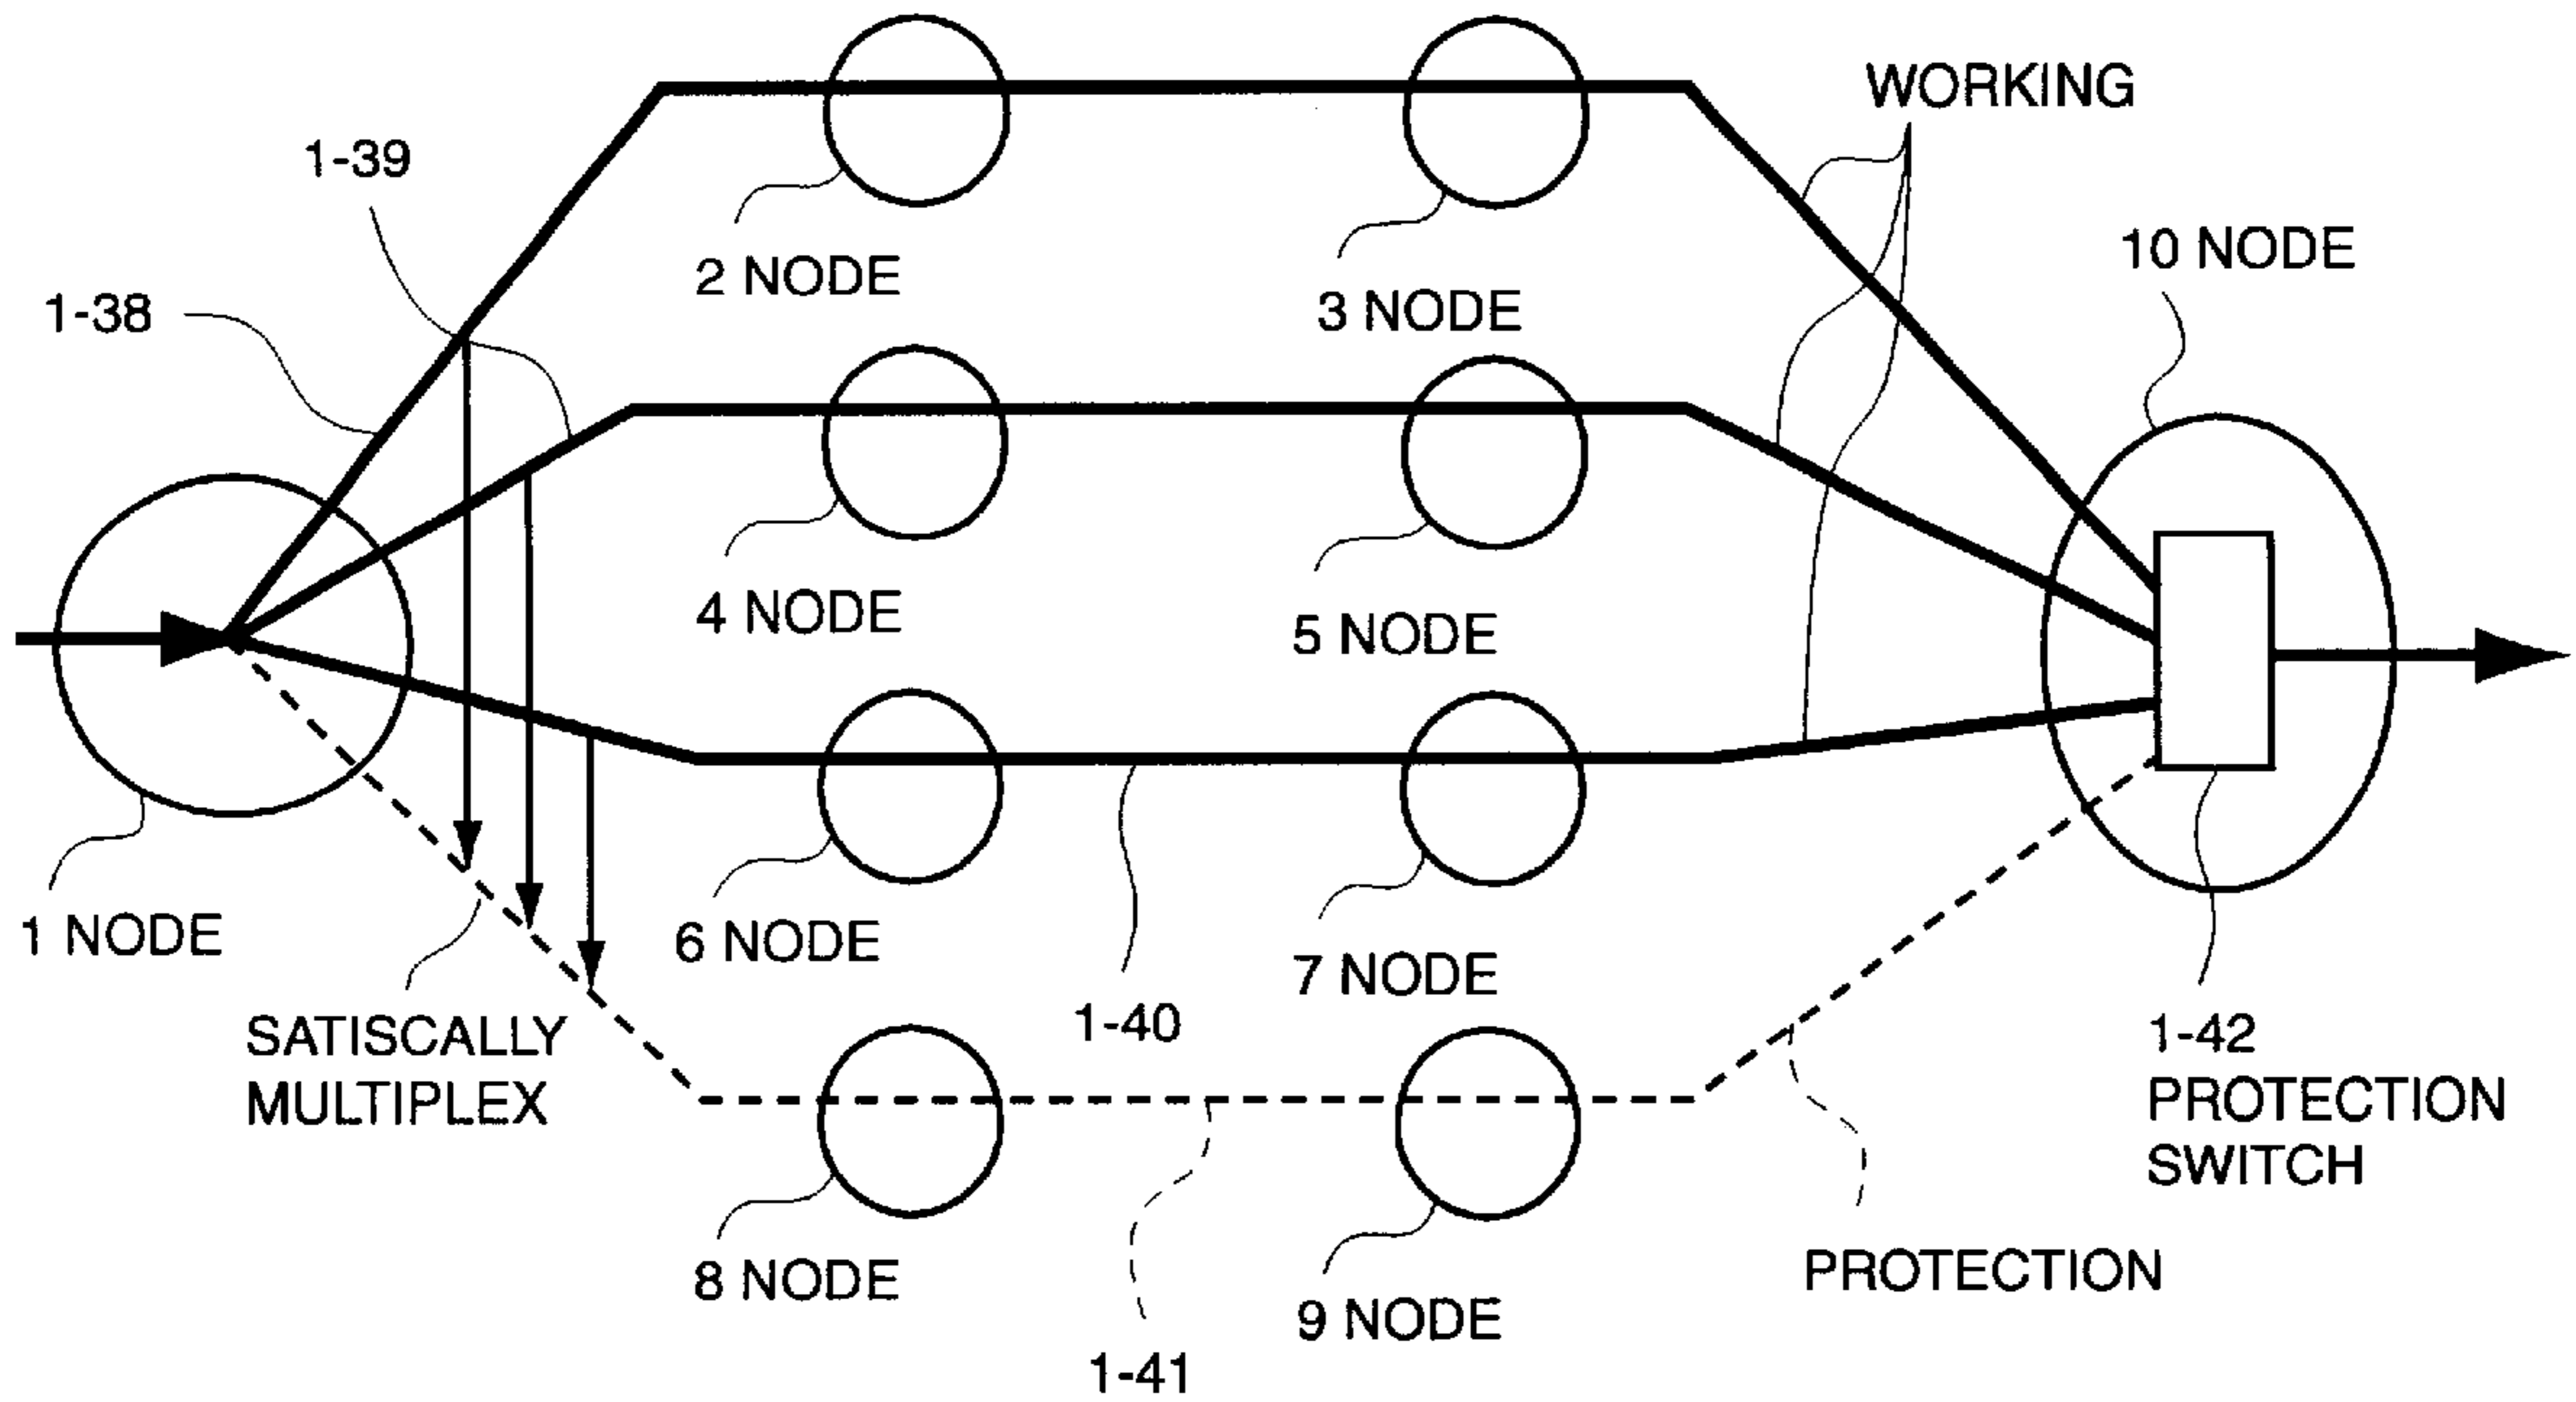 WORKING
1-39
10 NODE
2 NODE
1-38
3 NODE
4 NODE
5 NODE
1 NODE
6 NODE
7 NODE
SATISCALLY
MULTIPLEX
1-40
1-42
PROTECTION
SWITCH
8 NODE
PROTECTION
9 NODE
1-41